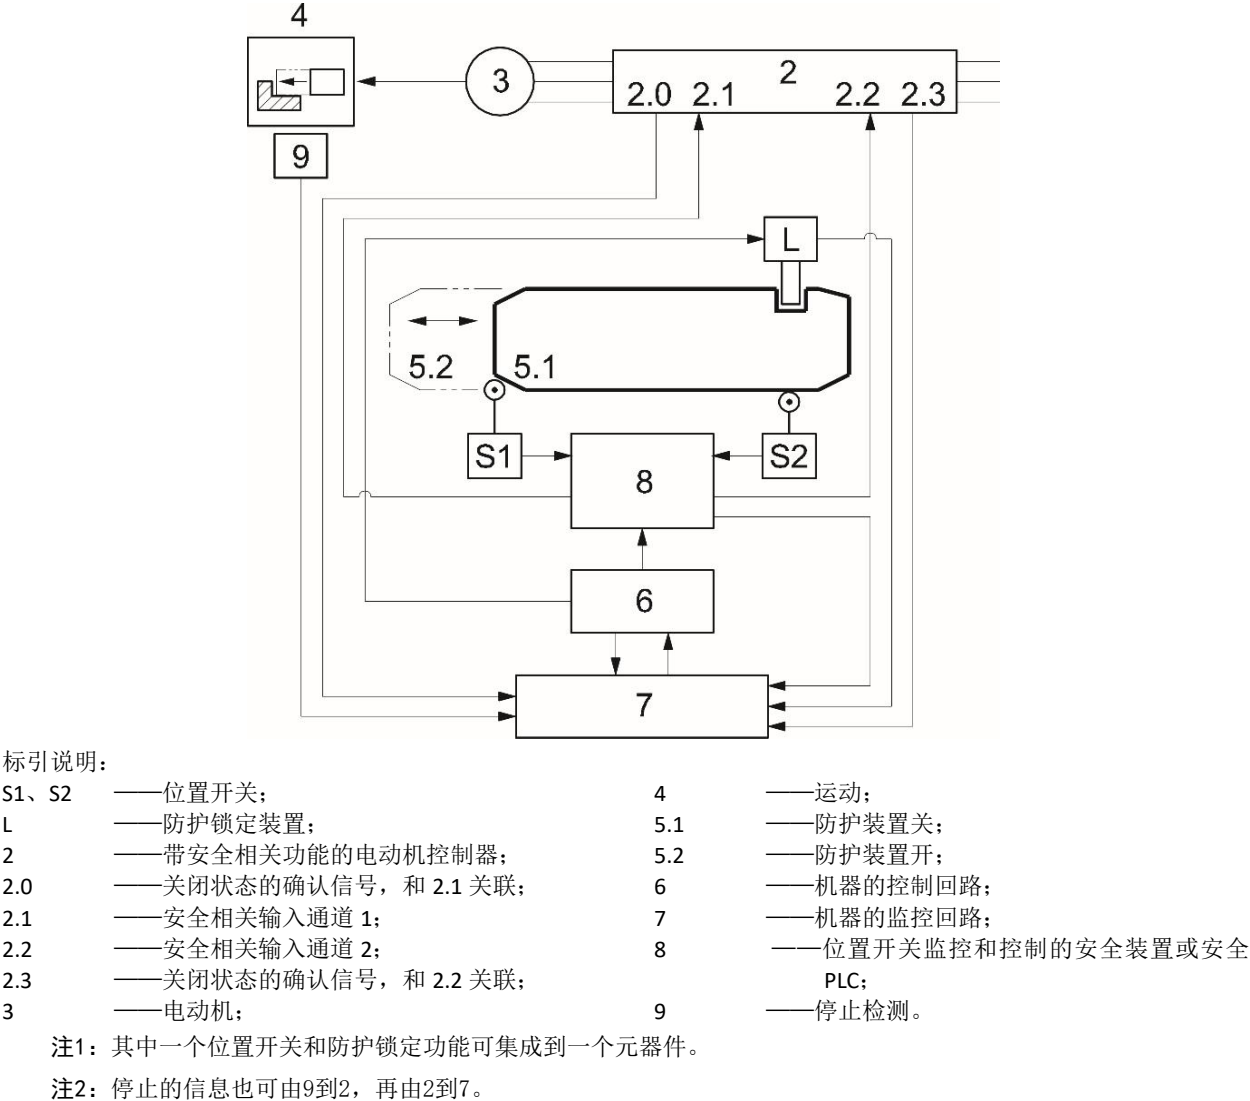 4
3
2
2.0 2.1 2.2 2.3
9
L
5.2 5.1
S1 S2
8
6
7
标引说明：
S1、S2 ——位置开关； 4 ——运动；
L ——防护锁定装置； 5.1 ——防护装置关；
2 ——带安全相关功能的电动机控制器； 5.2 ——防护装置开；
2.0 ——关闭状态的确认信号，和 2.1 关联； 6 ——机器的控制回路；
2.1 ——安全相关输入通道 1； 7 ——机器的监控回路；
2.2 ——安全相关输入通道 2； 8 ——位置开关监控和控制的安全装置或安全
2.3 ——关闭状态的确认信号，和 2.2 关联； PLC；
3 ——电动机； 9 ——停止检测。
注1：其中一个位置开关和防护锁定功能可集成到一个元器件。
注2：停止的信息也可由9到2，再由2到7。